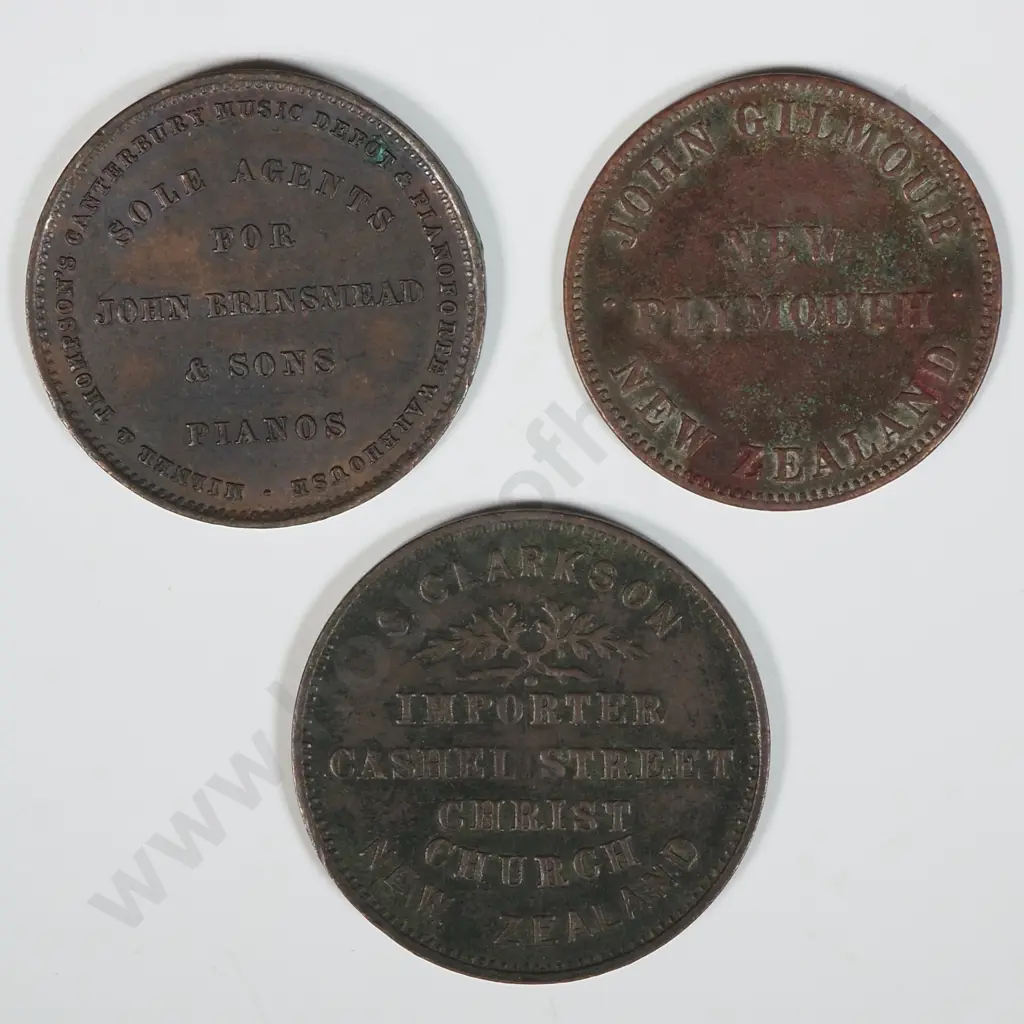 MILNER & THOMPSON'S CANTERBURY MUSIC DEPÔT & PIANOFORTE WAREHOUSE ·
SOLE AGENTS
FOR
JOHN BRINSMEAD
& SONS
PIANOS
JOHN GILMOUR
NEW
· PLYMOUTH ·
NEW ZEALAND
S CLARKSON
IMPORTER
CASHEL STREET
CHRIST
CHURCH
NEW ZEALAND